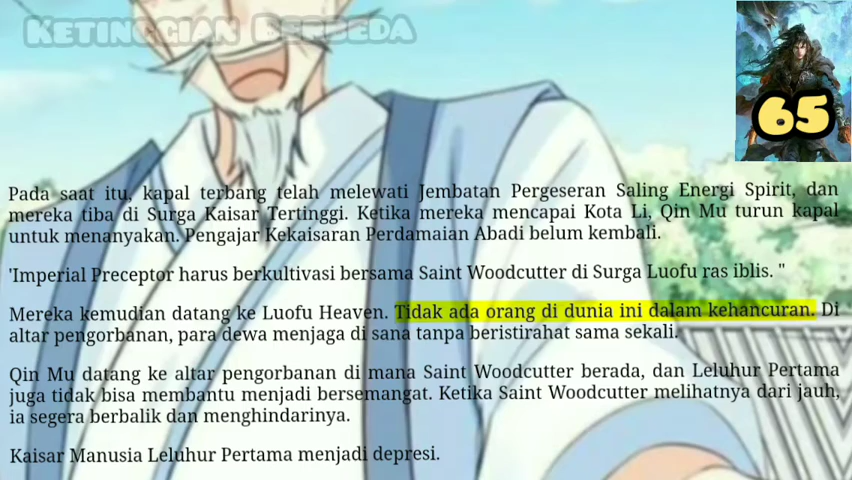 Ketinggian Berbeda
65
Pada saat itu, kapal terbang telah melewati Jembatan Pergeseran Saling Energi Spirit, dan
mereka tiba di Surga Kaisar Tertinggi. Ketika mereka mencapai Kota Li, Qin Mu turun kapal
untuk menanyakan. Pengajar Kekaisaran Perdamaian Abadi belum kembali.
'Imperial Preceptor harus berkultivasi bersama Saint Woodcutter di Surga Luofu ras iblis. "
Mereka kemudian datang ke Luofu Heaven. Tidak ada orang di dunia ini dalam kehancuran. Di
altar pengorbanan, para dewa menjaga di sana tanpa beristirahat sama sekali.
Qin Mu datang ke altar pengorbanan di mana Saint Woodcutter berada, dan Leluhur Pertama
juga tidak bisa membantu menjadi bersemangat. Ketika Saint Woodcutter melihatnya dari jauh,
ia segera berbalik dan menghindarinya.
Kaisar Manusia Leluhur Pertama menjadi depresi.